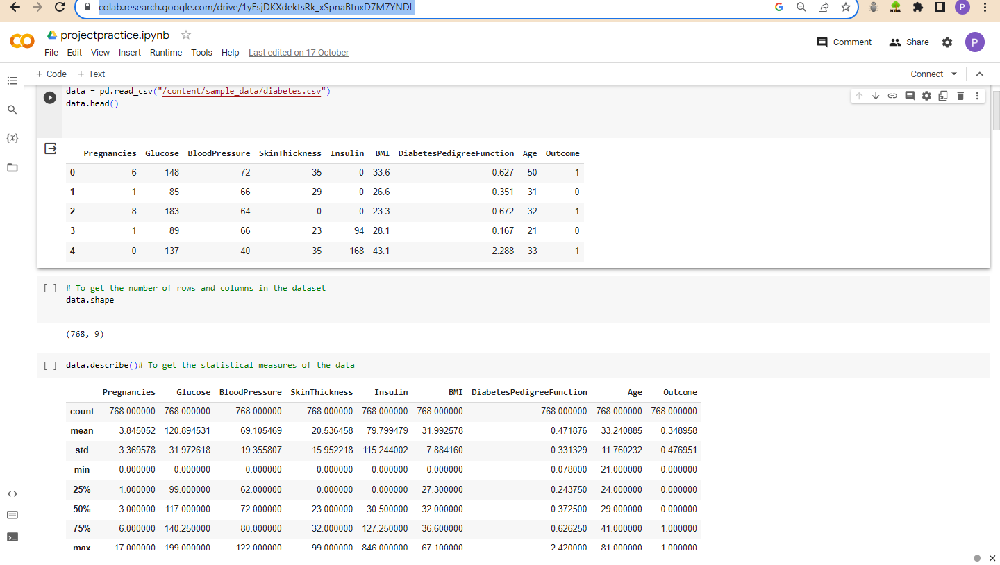 colab.research.google.com/drive/1yEsjDKXdektsRk_xSpnaBtnxD7M7YNDL
P
projectpractice.ipynb
Comment Share P
File Edit View Insert Runtime Tools Help Last edited on 17 October
+ Code + Text Connect
data = pd.read_csv("/content/sample_data/diabetes.csv")
data.head()
Pregnancies Glucose BloodPressure SkinThickness Insulin BMI DiabetesPedigreeFunction Age Outcome
0 6 148 72 35 0 33.6 0.627 50 1
1 1 85 66 29 0 26.6 0.351 31 0
2 8 183 64 0 0 23.3 0.672 32 1
3 1 89 66 23 94 28.1 0.167 21 0
4 0 137 40 35 168 43.1 2.288 33 1
[ ] # To get the number of rows and columns in the dataset
data.shape
(768, 9)
[ ] data.describe()# To get the statistical measures of the data
Pregnancies Glucose BloodPressure SkinThickness Insulin BMI DiabetesPedigreeFunction Age Outcome
count 768.000000 768.000000 768.000000 768.000000 768.000000 768.000000 768.000000 768.000000 768.000000
mean 3.845052 120.894531 69.105469 20.536458 79.799479 31.992578 0.471876 33.240885 0.348958
std 3.369578 31.972618 19.355807 15.952218 115.244002 7.884160 0.331329 11.760232 0.476951
min 0.000000 0.000000 0.000000 0.000000 0.000000 0.000000 0.078000 21.000000 0.000000
25% 1.000000 99.000000 62.000000 0.000000 0.000000 27.300000 0.243750 24.000000 0.000000
50% 3.000000 117.000000 72.000000 23.000000 30.500000 32.000000 0.372500 29.000000 0.000000
75% 6.000000 140.250000 80.000000 32.000000 127.250000 36.600000 0.626250 41.000000 1.000000
max 17.000000 199.000000 122.000000 99.000000 846.000000 67.100000 2.420000 81.000000 1.000000